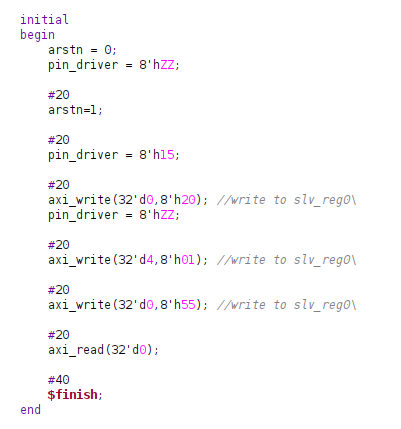 initial
begin
arstn = 0;
pin_driver = 8'hZZ;
#20
arstn=1;
#20
pin_driver = 8'h15;
#20
axi_write(32'd0,8'h20); //write to slv_reg0\
pin_driver = 8'hZZ;
#20
axi_write(32'd4,8'h01); //write to slv_reg0\
#20
axi_write(32'd0,8'h55); //write to slv_reg0\
#20
axi_read(32'd0);
#40
$finish;
end